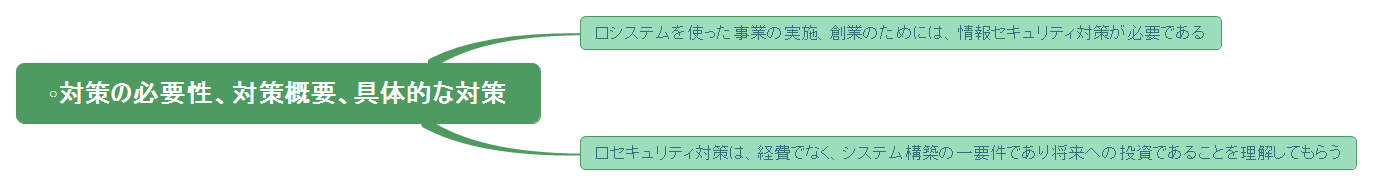 ◦対策の必要性、対策概要、具体的な対策
□システムを使った事業の実施、創業のためには、情報セキュリティ対策が必要である
□セキュリティ対策は、経費でなく、システム構築の一要件であり将来への投資であることを理解してもらう